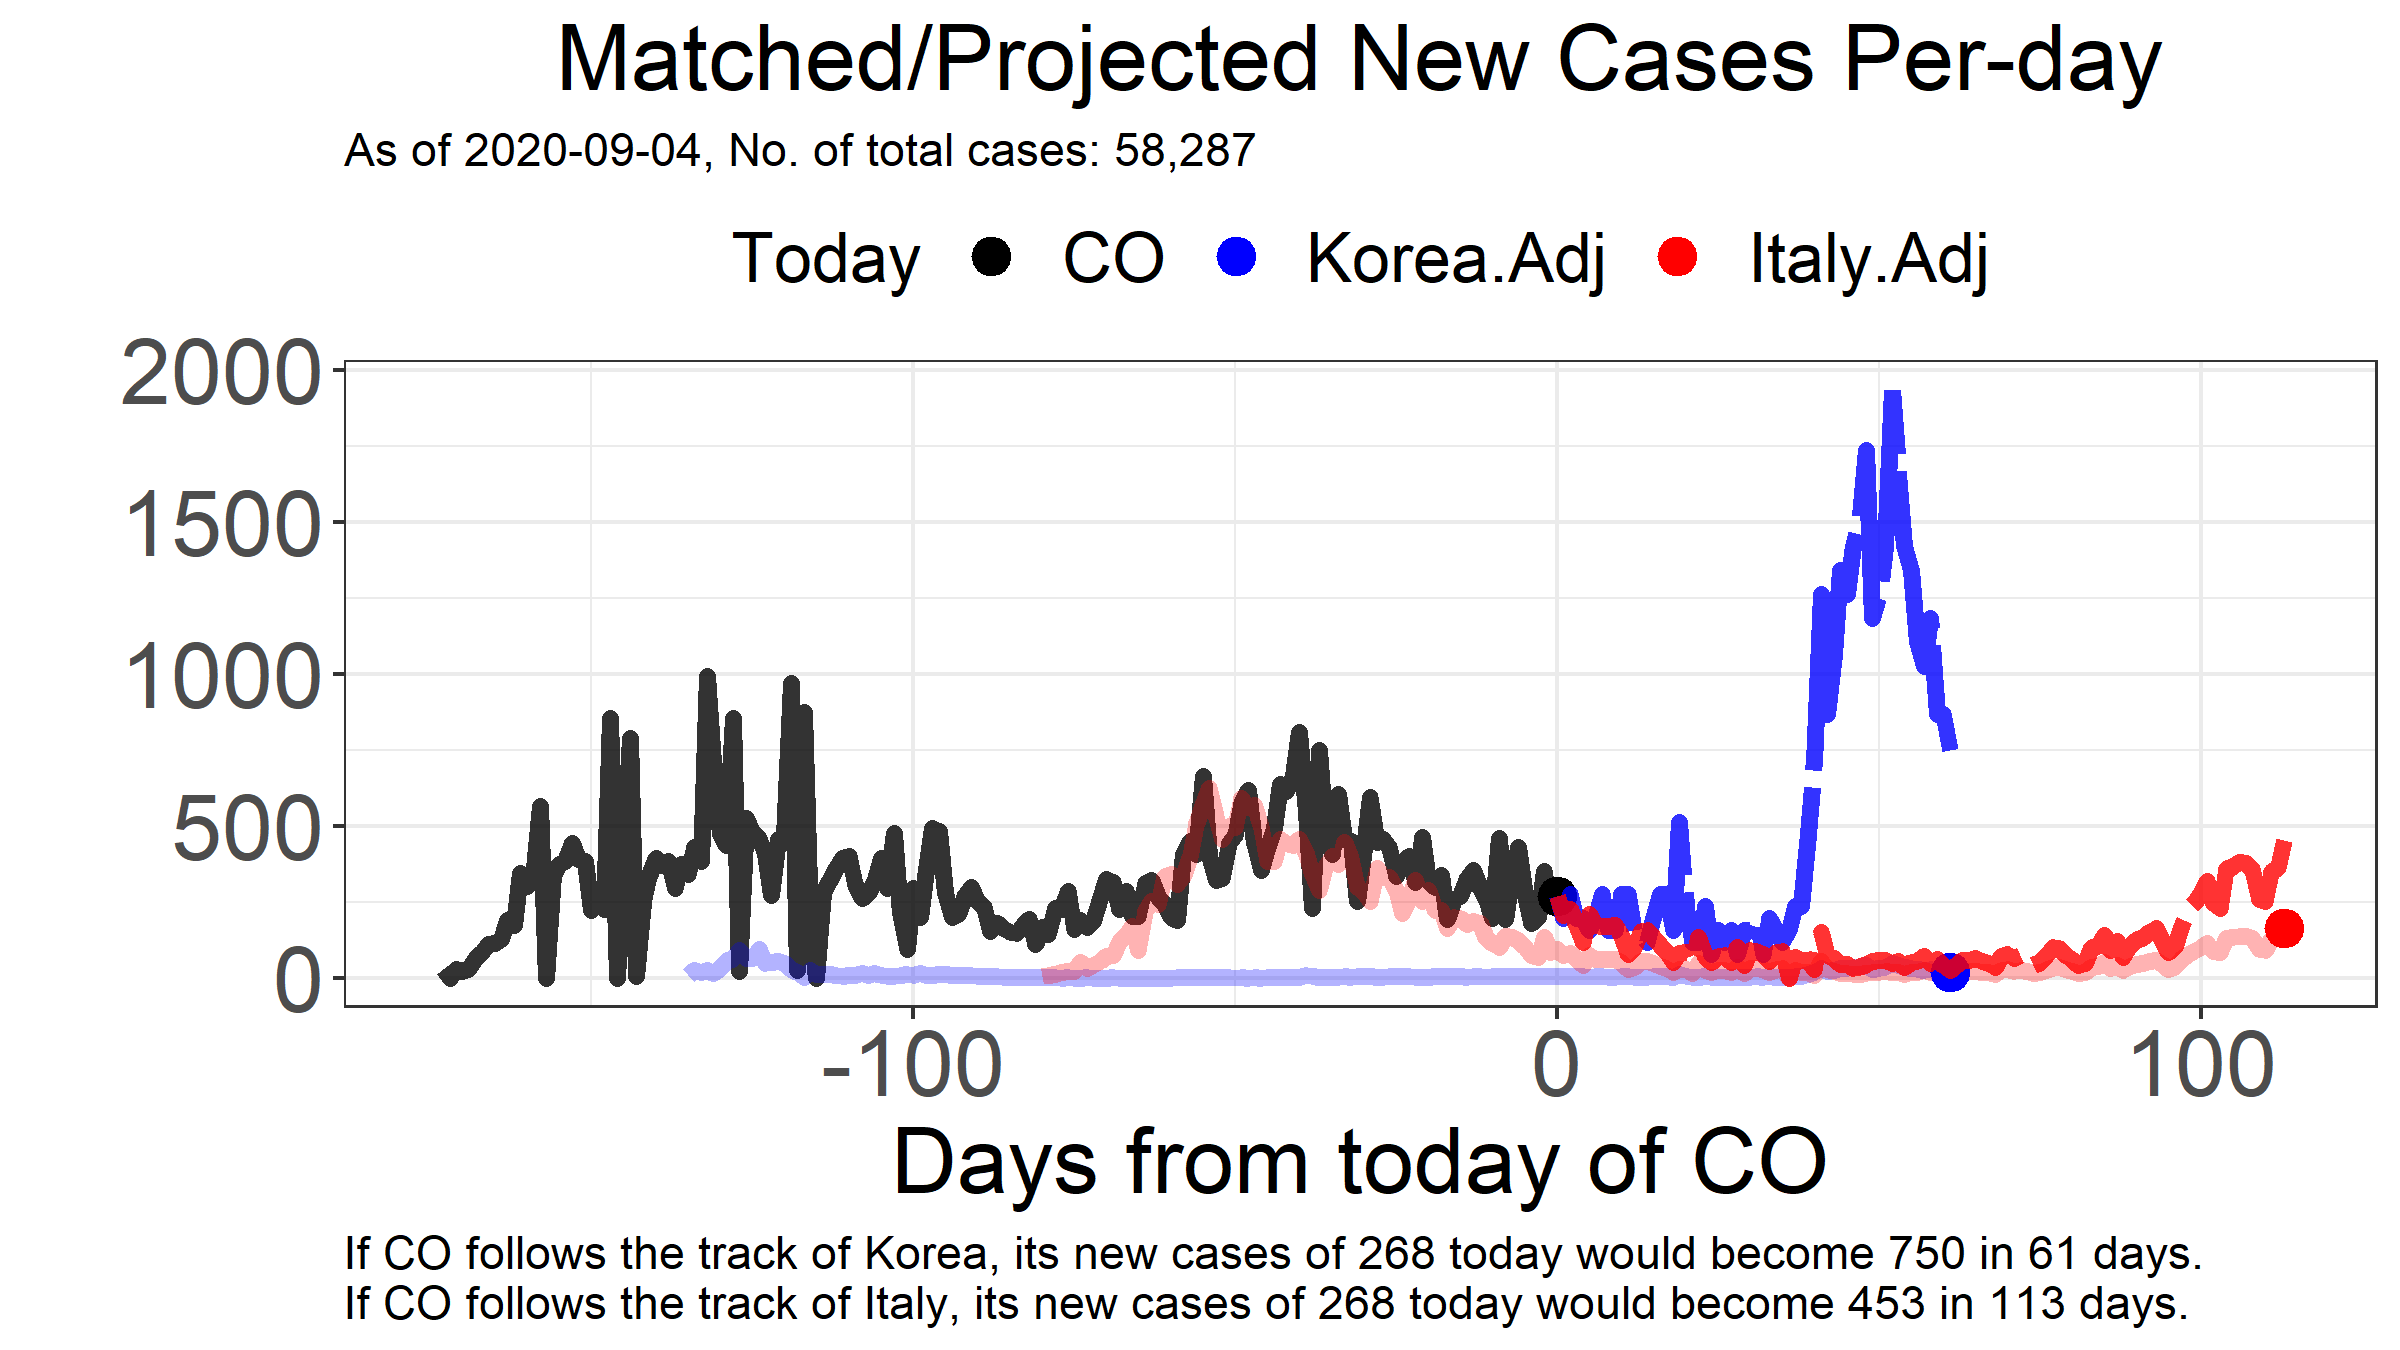 Matched/Projected New Cases Per-day
As of 2020-09-04, No. of total cases: 58,287
Today CO Korea.Adj Italy.Adj
2000
1500
1000
500
0
-100 0 100
Days from today of CO
If CO follows the track of Korea, its new cases of 268 today would become 750 in 61 days.
If CO follows the track of Italy, its new cases of 268 today would become 453 in 113 days.